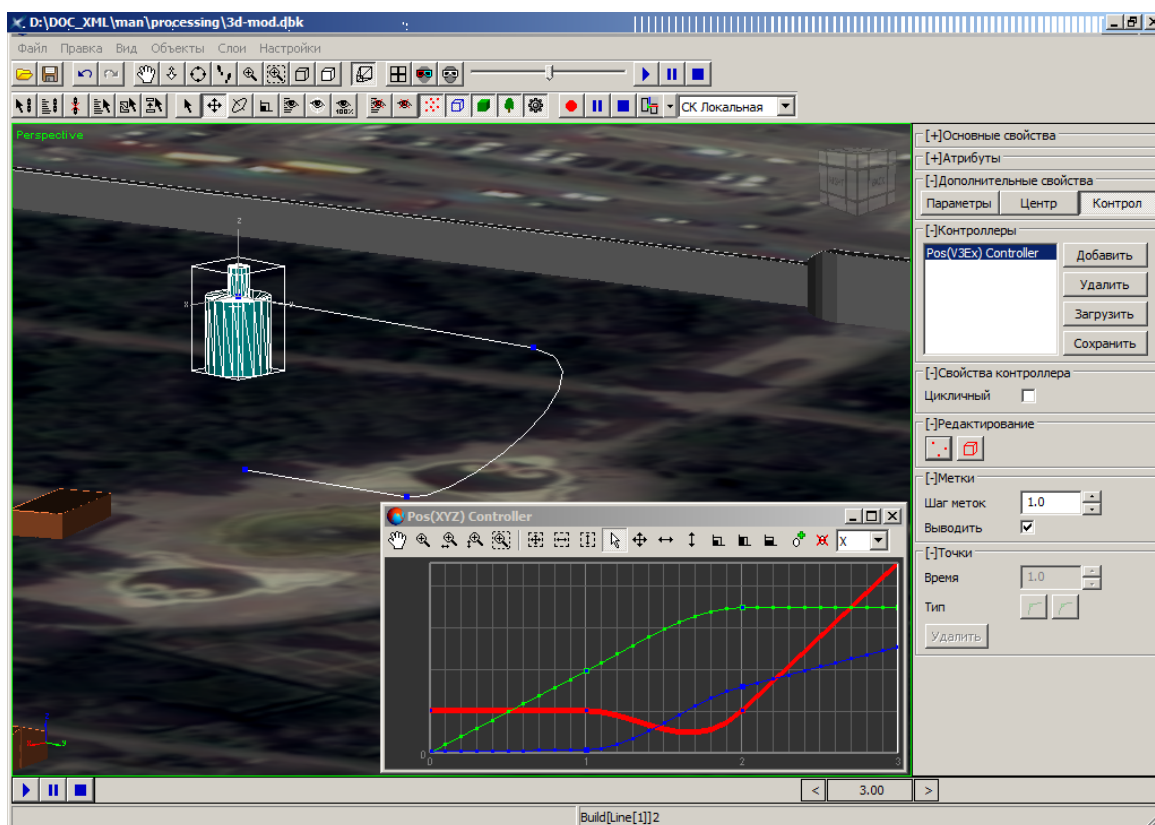 D:\DOC_XML\man\processing\3d-mod.dbk
Файл Правка Вид Объекты Слои Настройки
100%
СК Локальная
Perspective
z
x
[+]Основные свойства
[+]Атрибуты
[-]Дополнительные свойства
Параметры Центр Контрол
[-]Контроллеры
Pos(V3Ex) Controller
Добавить
Удалить
Загрузить
Сохранить
[-]Свойства контроллера
Цикличный
[-]Редактирование
[-]Метки
Шаг меток 1.0
Выводить
[-]Точки
Время 1.0
Тип
Удалить
Pos(XYZ) Controller
X
0
0 1 2 3
< 3.00 >
Build[Line[1]]2